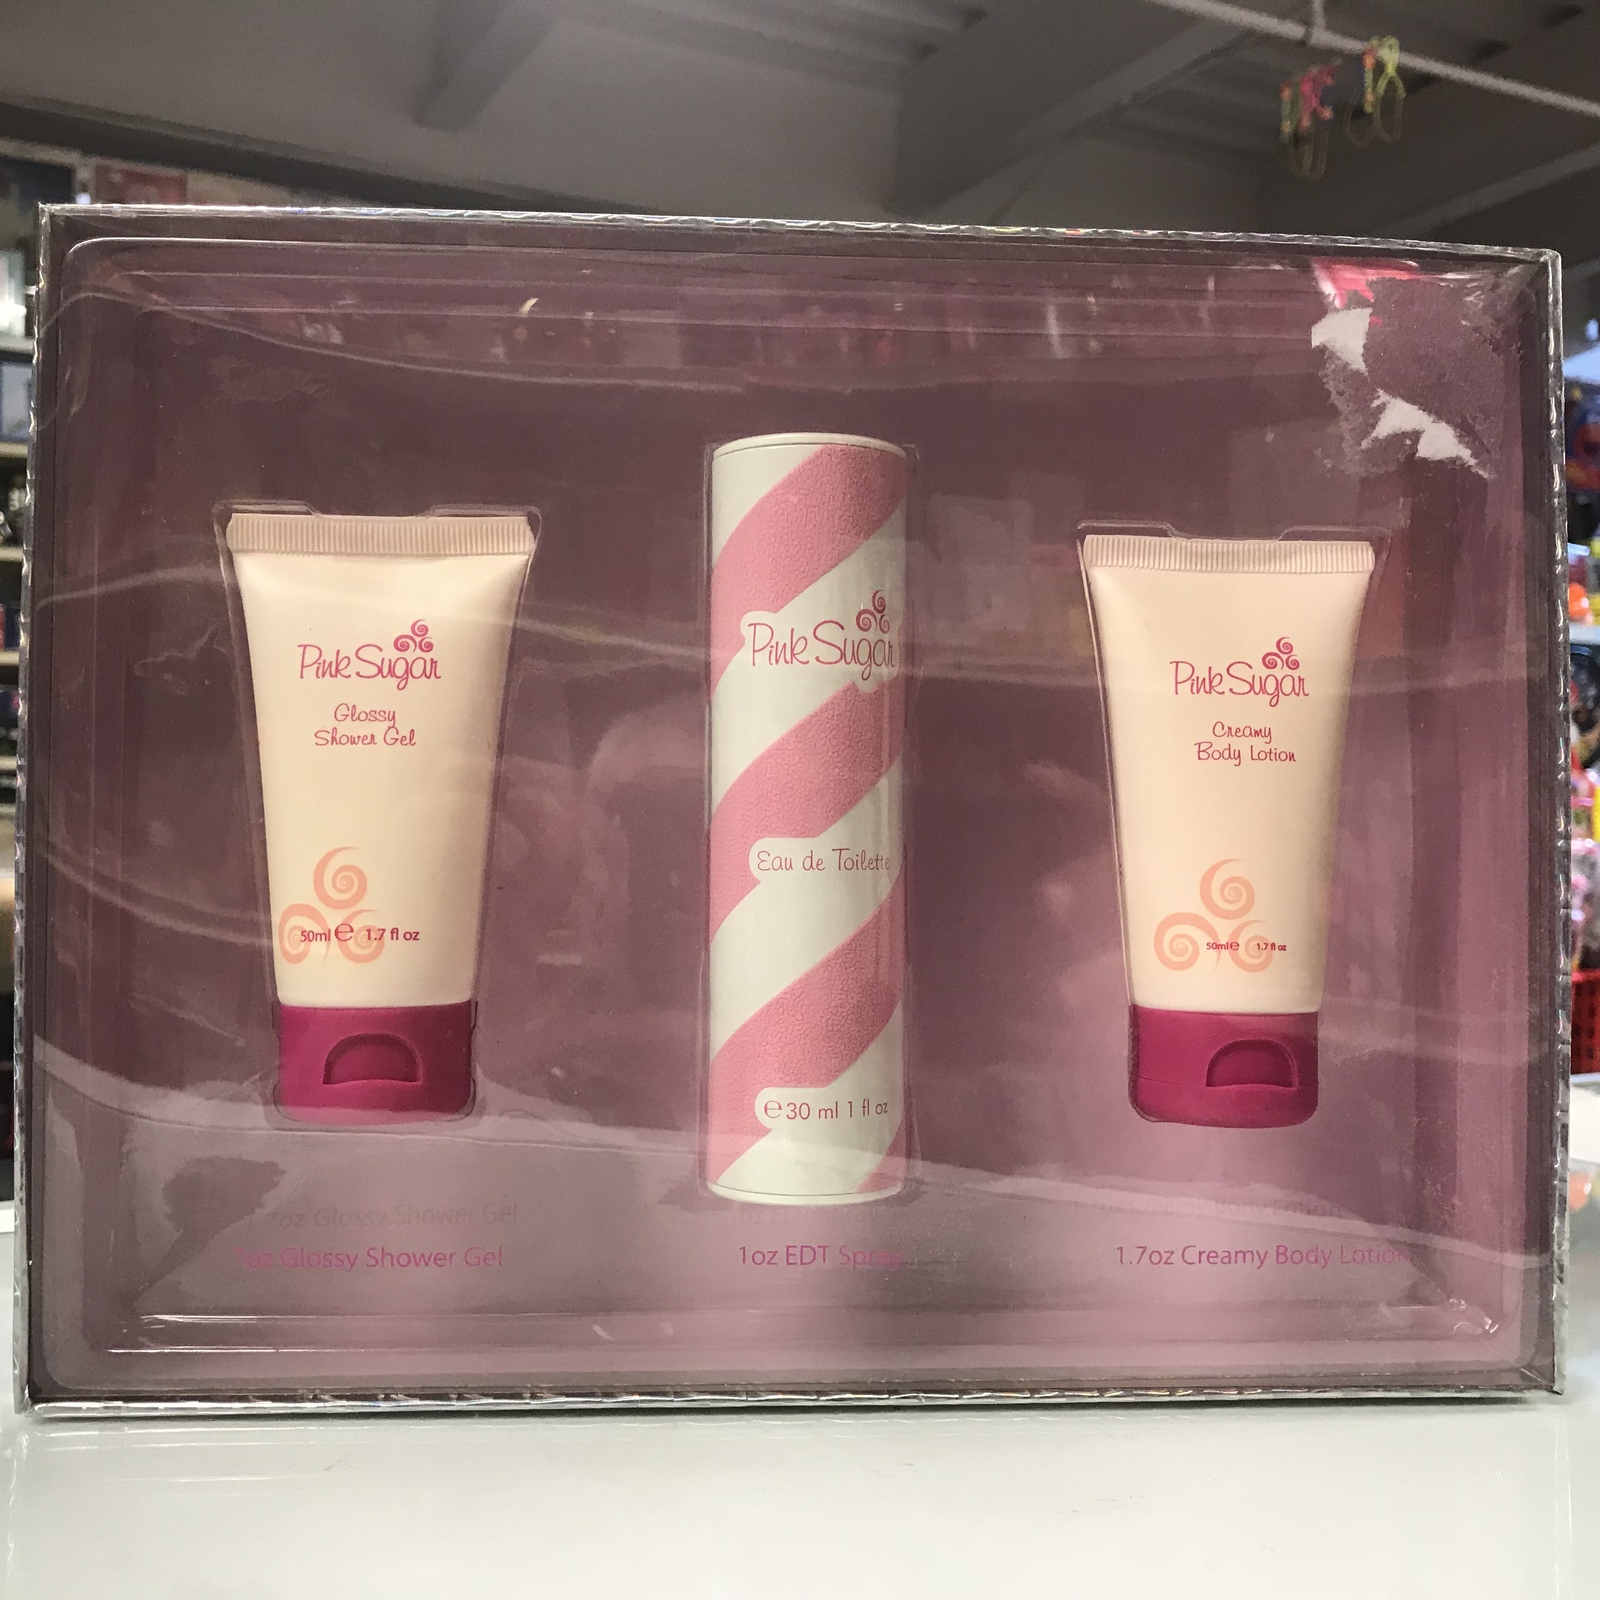 Pink Sugar
Glossy
Shower Gel
50ml e 1.7 fl oz
Pink Sugar
Eau de Toilette
e 30 ml 1 fl oz
Pink Sugar
Creamy
Body Lotion
50ml e 1.7 fl oz
7oz Glossy Shower Gel
1oz EDT Spray
1.7oz Creamy Body Lotion